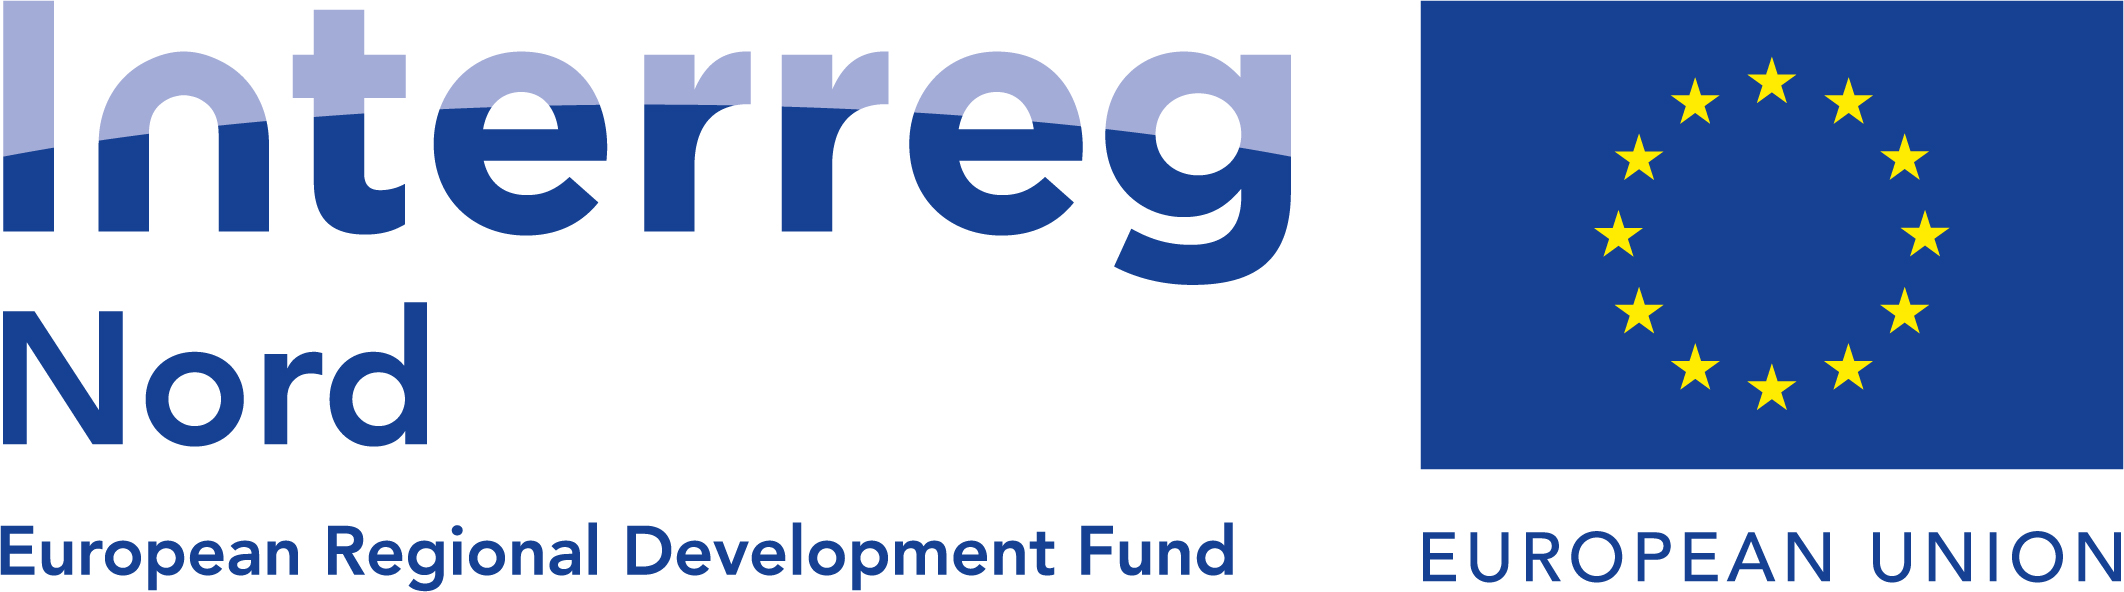 Interreg
Nord
European Regional Development Fund
EUROPEAN UNION